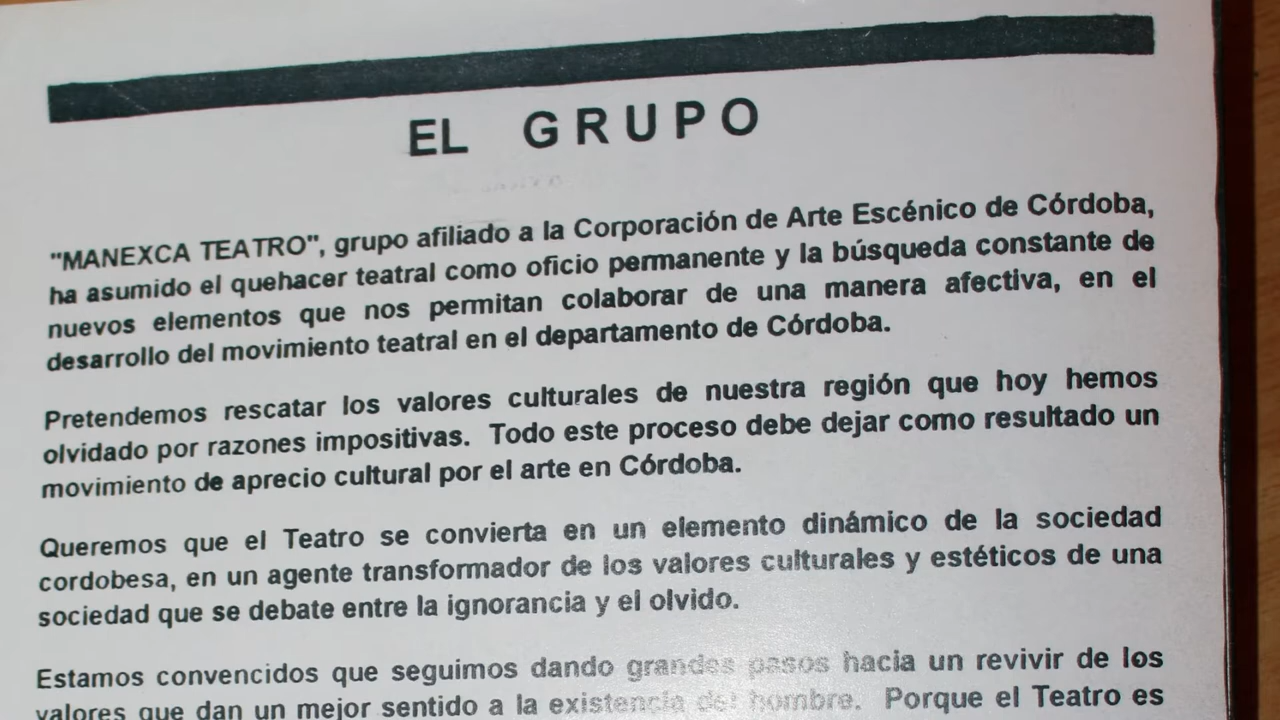 EL GRUPO
"MANEXCA TEATRO", grupo afiliado a la Corporación de Arte Escénico de Córdoba,
ha asumido el quehacer teatral como oficio permanente y la búsqueda constante de
nuevos elementos que nos permitan colaborar de una manera afectiva, en el
desarrollo del movimiento teatral en el departamento de Córdoba.
Pretendemos rescatar los valores culturales de nuestra región que hoy hemos
olvidado por razones impositivas. Todo este proceso debe dejar como resultado un
movimiento de aprecio cultural por el arte en Córdoba.
Queremos que el Teatro se convierta en un elemento dinámico de la sociedad
cordobesa, en un agente transformador de los valores culturales y estéticos de una
sociedad que se debate entre la ignorancia y el olvido.
Estamos convencidos que seguimos dando grandes pasos hacia un revivir de los
valores que dan un mejor sentido a la existencia del hombre. Porque el Teatro es